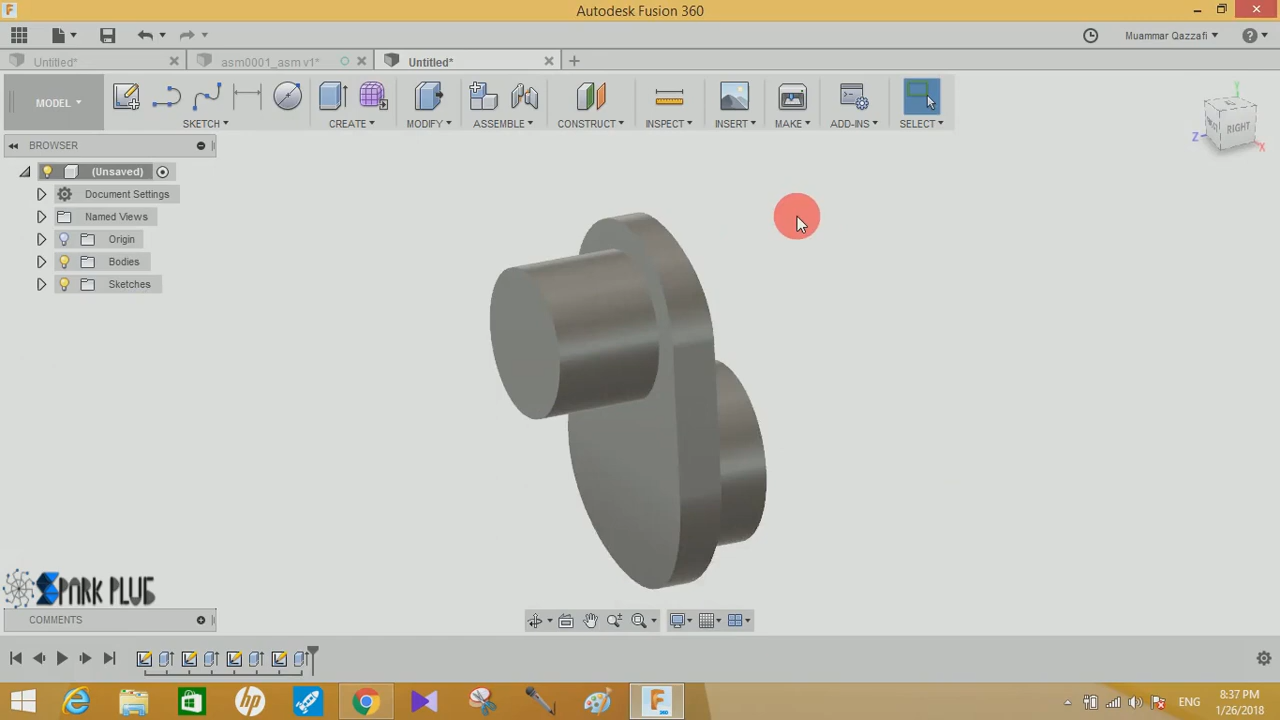 Autodesk Fusion 360
Muammar Qazzafi
Untitled*
asm0001_asm v1*
Untitled*
MODEL
SKETCH
CREATE
MODIFY
ASSEMBLE
CONSTRUCT
INSPECT
INSERT
MAKE
ADD-INS
SELECT
RIGHT
Z
X
Y
BROWSER
(Unsaved)
Document Settings
Named Views
Origin
Bodies
Sketches
SPARK PLUG
COMMENTS
F
360
ENG
8:37 PM
1/26/2018